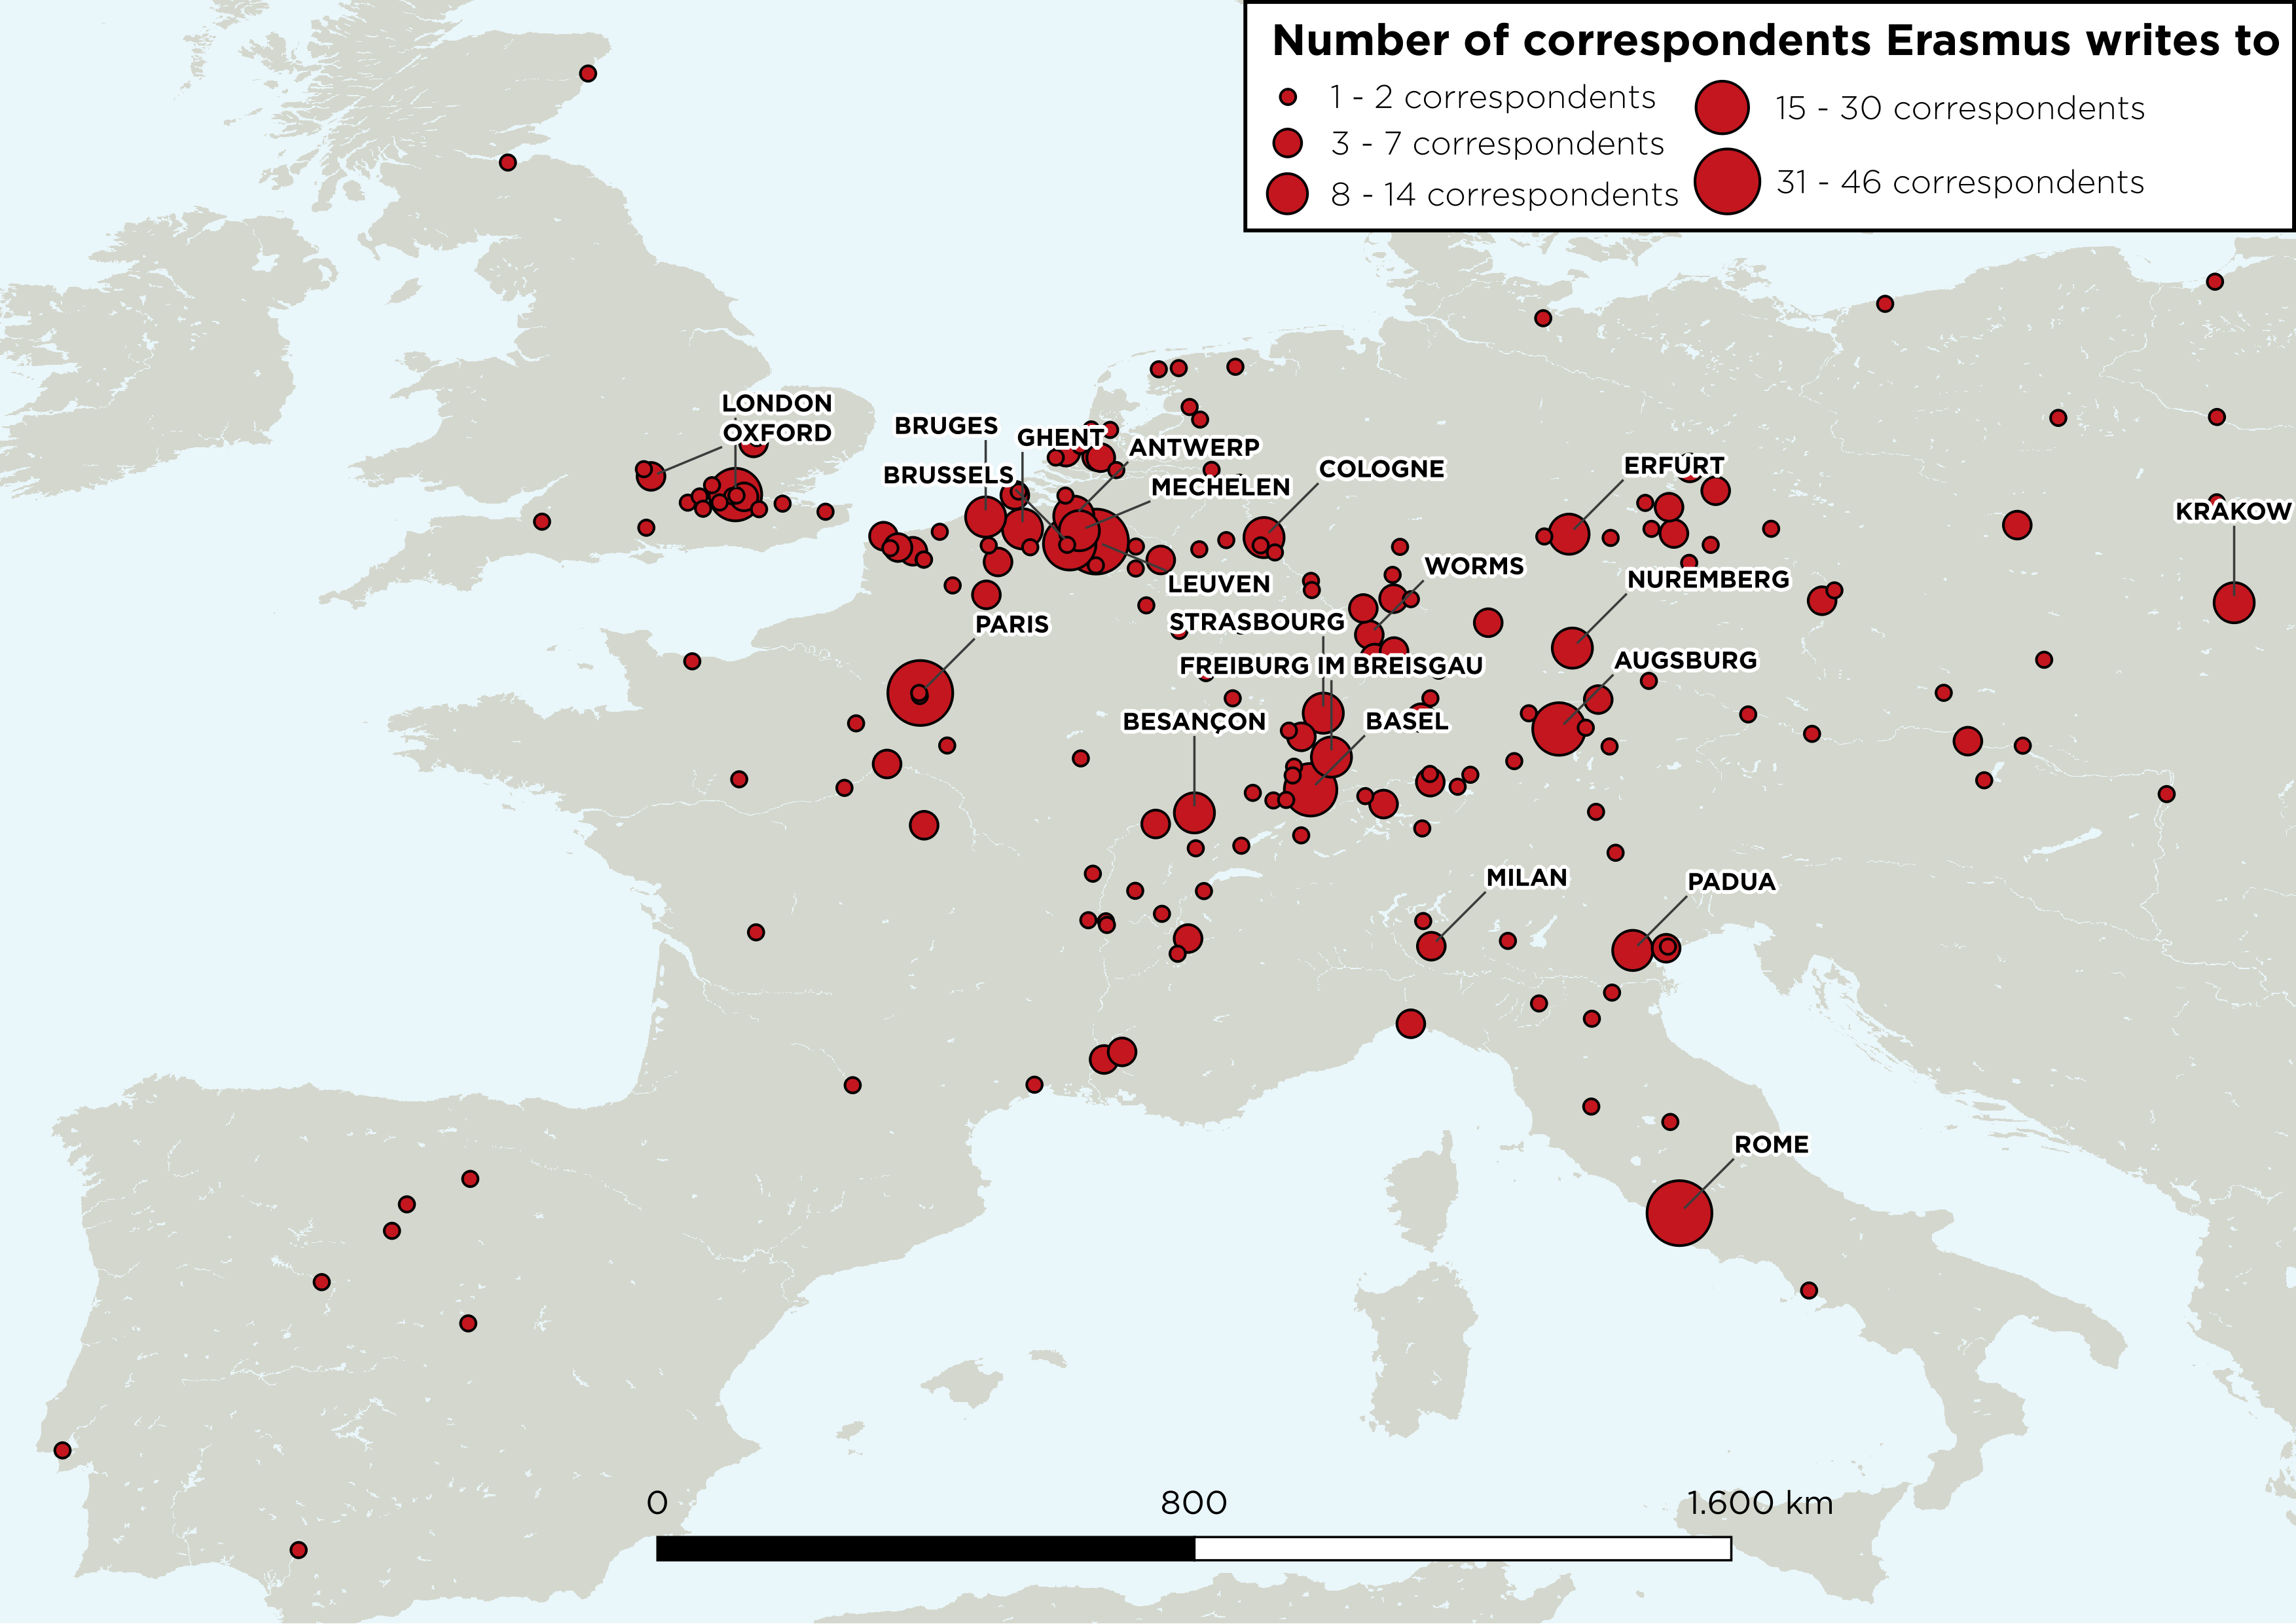 Number of correspondents Erasmus writes to
1 - 2 correspondents
3 - 7 correspondents
8 - 14 correspondents
15 - 30 correspondents
31 - 46 correspondents
LONDON
OXFORD
BRUGES
GHENT
ANTWERP
BRUSSELS
MECHELEN
COLOGNE
ERFURT
KRAKOW
LEUVEN
WORMS
NUREMBERG
PARIS
STRASBOURG
FREIBURG IM BREISGAU
AUGSBURG
BESANÇON
BASEL
MILAN
PADUA
ROME
0 800 1.600 km